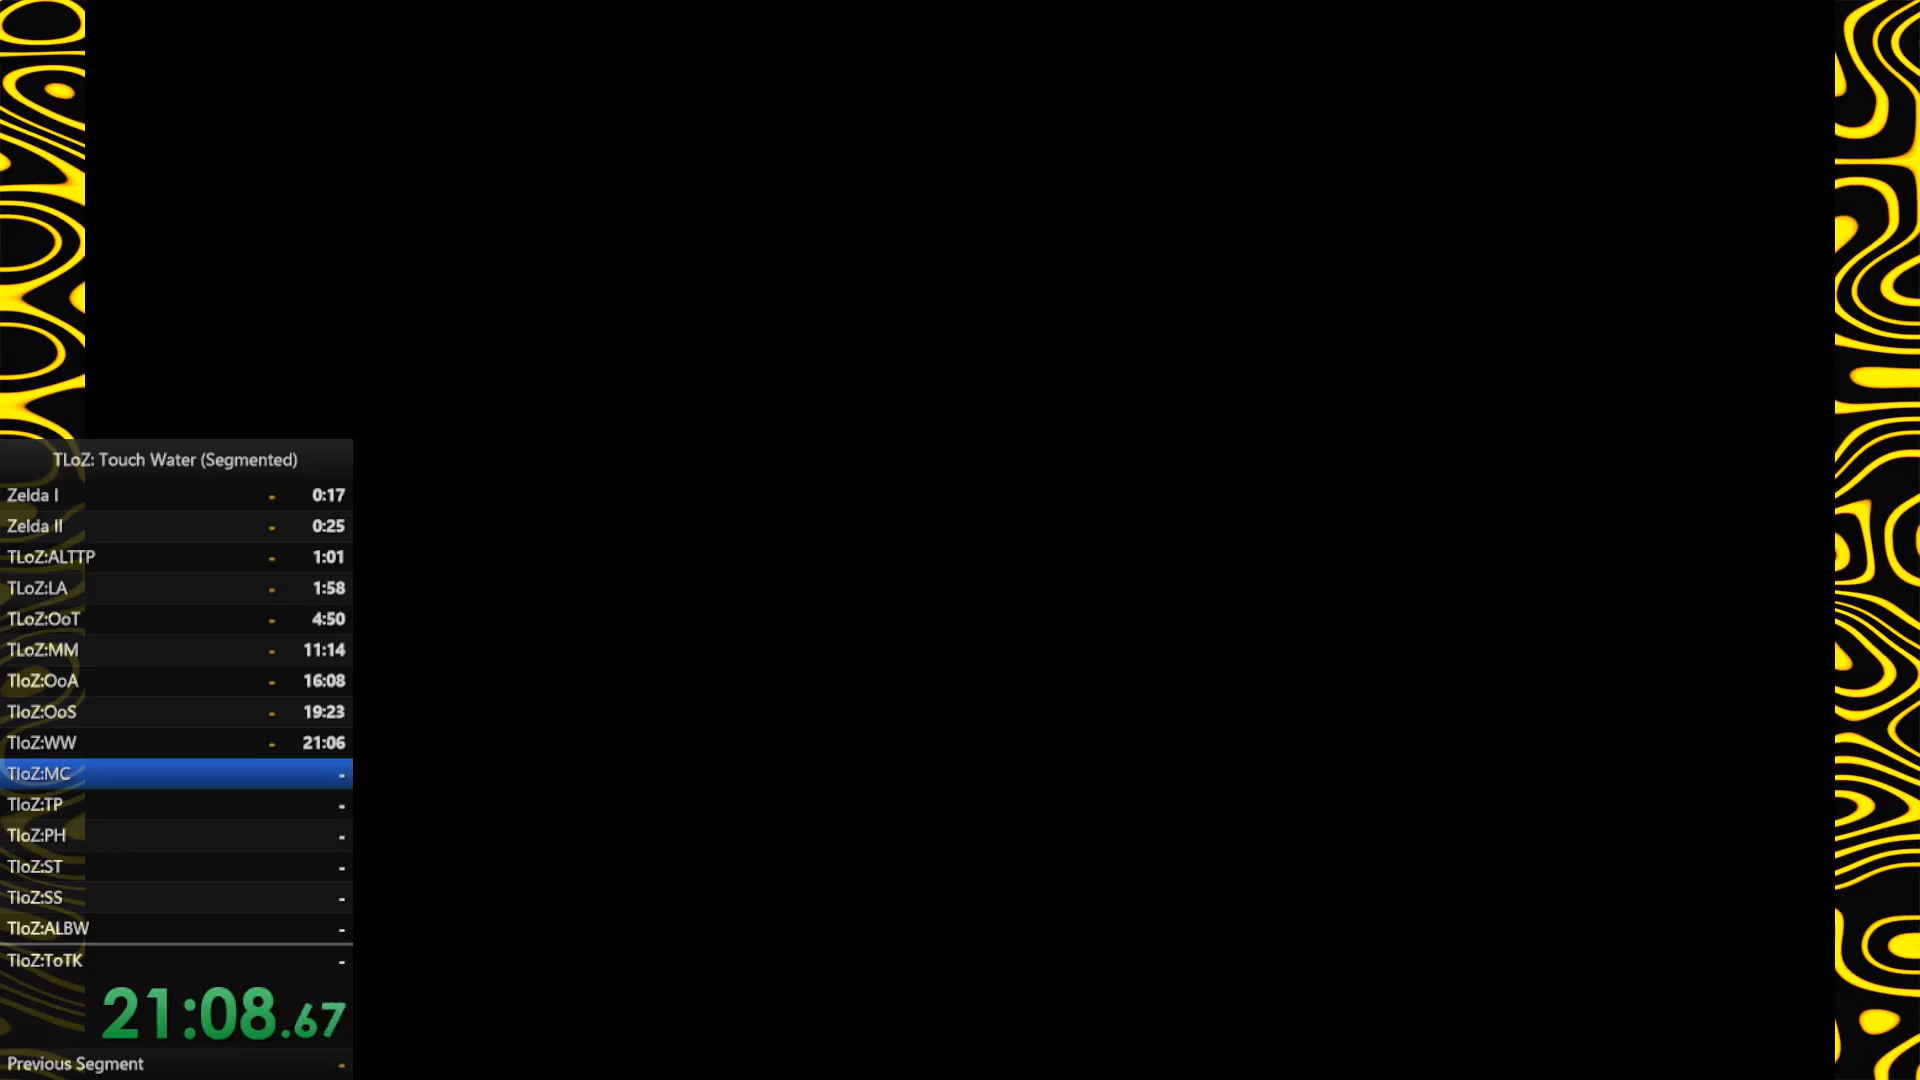 TLoZ: Touch Water (Segmented)
Zelda I - 0:17
Zelda II - 0:25
TLoZ:ALTTP - 1:01
TLoZ:LA - 1:58
TLoZ:OoT - 4:50
TLoZ:MM - 11:14
TloZ:OoA - 16:08
TloZ:OoS - 19:23
TloZ:WW - 21:06
TloZ:MC -
TloZ:TP -
TloZ:PH -
TloZ:ST -
TloZ:SS -
TloZ:ALBW -
TloZ:ToTK -
21:08.67
Previous Segment -